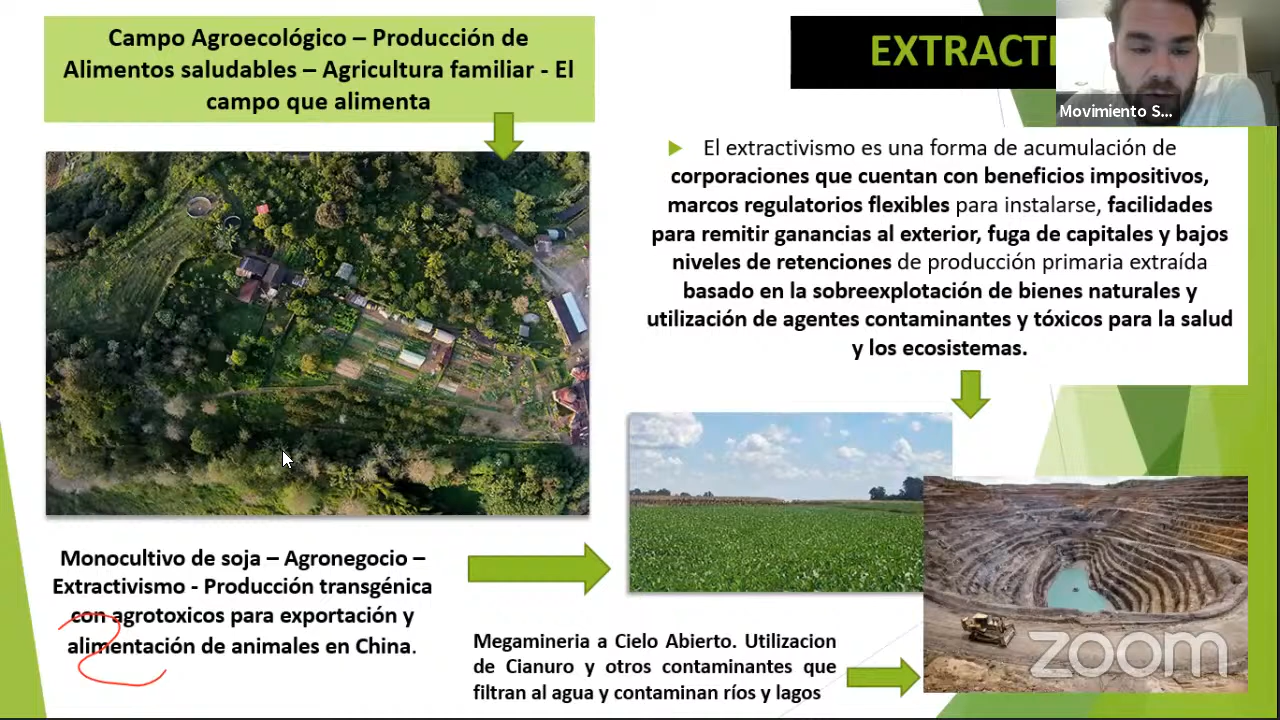 Campo Agroecológico – Producción de
Alimentos saludables – Agricultura familiar - El
campo que alimenta
EXTRACTI
Movimiento S...
El extractivismo es una forma de acumulación de
corporaciones que cuentan con beneficios impositivos,
marcos regulatorios flexibles para instalarse, facilidades
para remitir ganancias al exterior, fuga de capitales y bajos
niveles de retenciones de producción primaria extraída
basado en la sobreexplotación de bienes naturales y
utilización de agentes contaminantes y tóxicos para la salud
y los ecosistemas.
Monocultivo de soja – Agronegocio –
Extractivismo - Producción transgénica
con agrotoxicos para exportación y
alimentación de animales en China.
Megamineria a Cielo Abierto. Utilizacion
de Cianuro y otros contaminantes que
filtran al agua y contaminan ríos y lagos
zoom